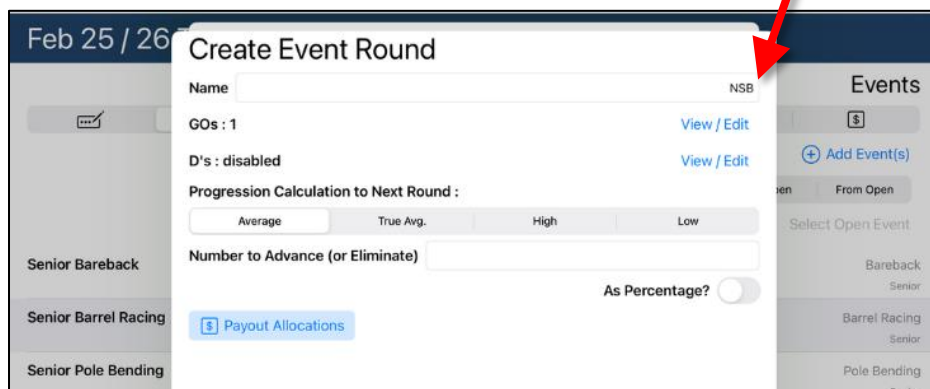 Feb 25 / 26
Create Event Round
Name NSB
Events
GOs : 1 View / Edit
D's : disabled View / Edit
Add Event(s)
Progression Calculation to Next Round :
From Open
Average True Avg. High Low
Select Open Event
Number to Advance (or Eliminate)
Senior Bareback Bareback
Senior
As Percentage?
Senior Barrel Racing Barrel Racing
Senior
$ Payout Allocations
Senior Pole Bending Pole Bending